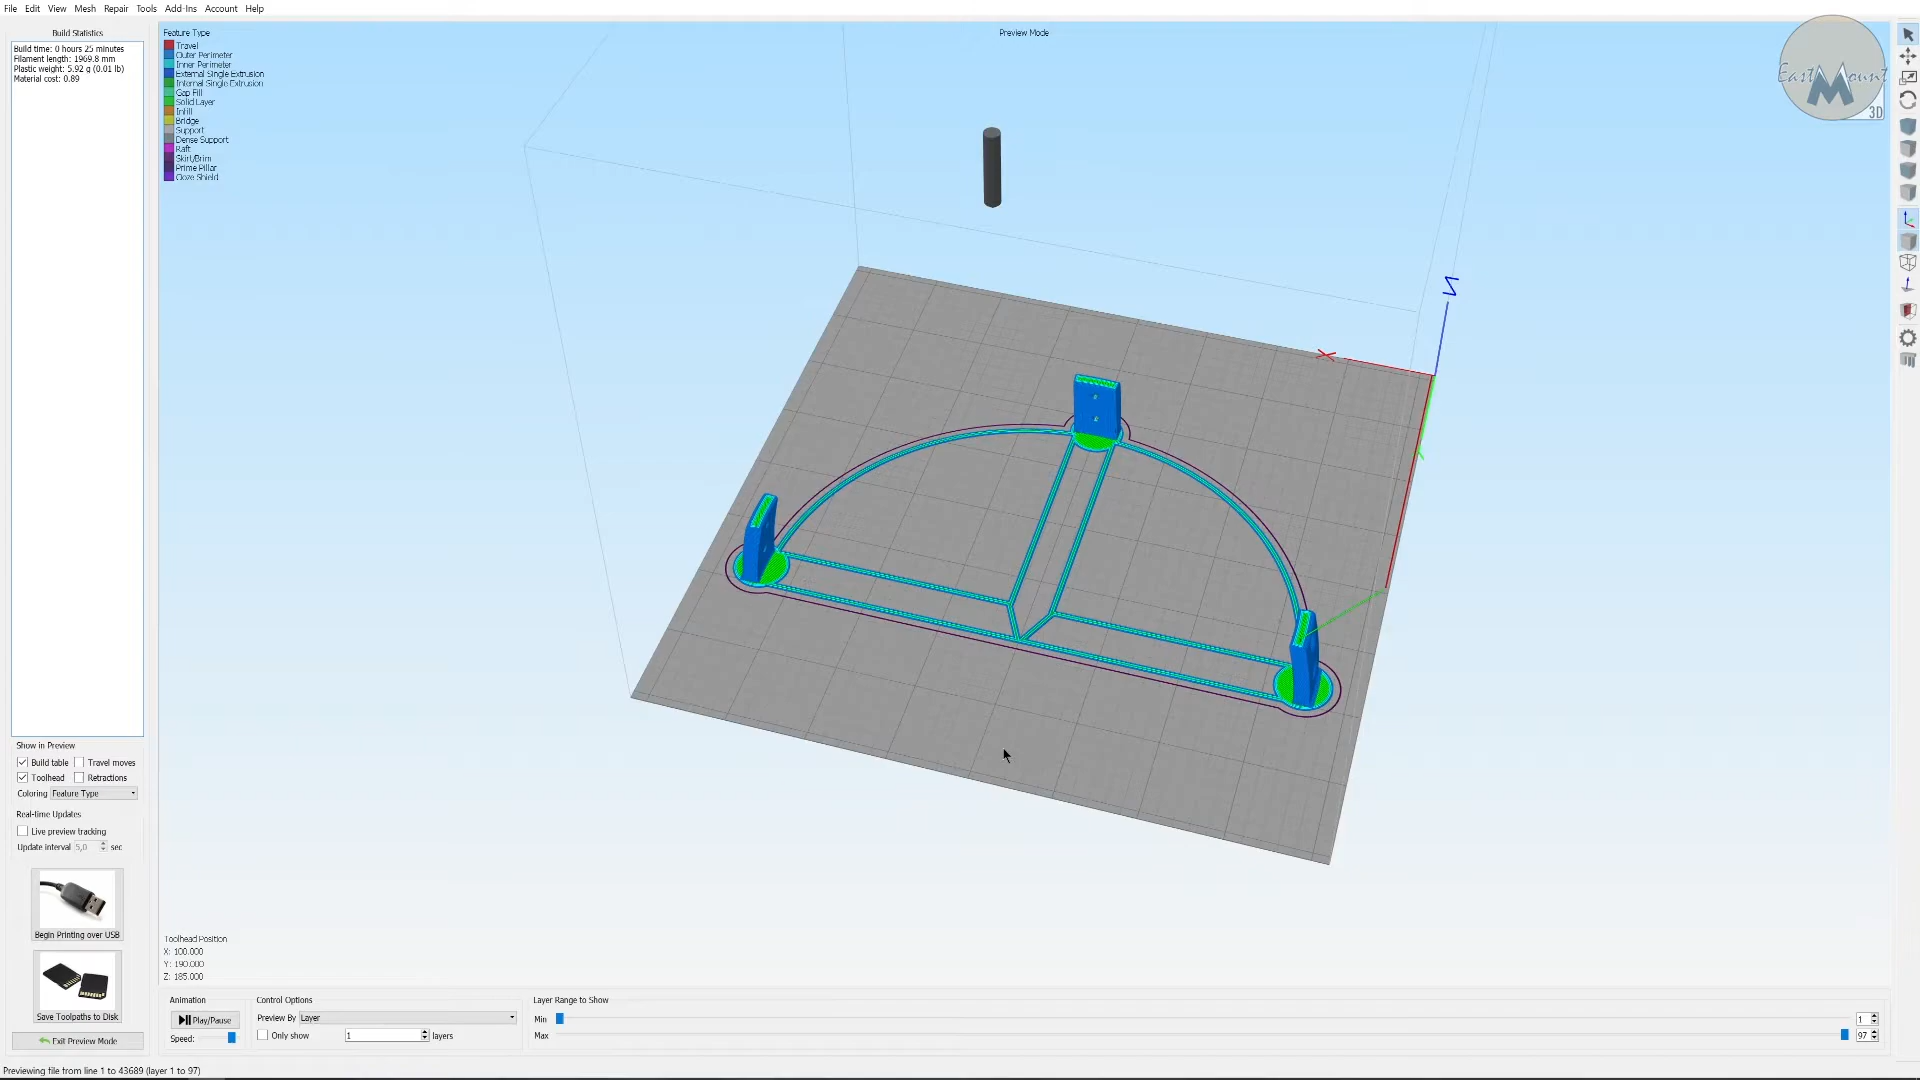 File Edit View Mesh Repair Tools Add-Ins Account Help
Build Statistics
Build time: 0 hours 25 minutes
Filament length: 1969.8 mm
Plastic weight: 5.92 g (0.01 lb)
Material cost: 0.89
Feature Type
Travel
Outer Perimeter
Inner Perimeter
External Single Extrusion
Internal Single Extrusion
Gap Fill
Solid Layer
Infill
Bridge
Support
Dense Support
Raft
Skirt/Brim
Prime Pillar
Ooze Shield
Preview Mode
EastMount
3D
Z
X
Y
Show in Preview
Build table Travel moves
Toolhead Retractions
Coloring Feature Type
Real-time Updates
Live preview tracking
Update interval 5,0 sec
Begin Printing over USB
Save Toolpaths to Disk
Exit Preview Mode
Toolhead Position
X: 100.000
Y: 190.000
Z: 185.000
Animation
Play/Pause
Speed:
Control Options
Preview By Layer
Only show 1 layers
Layer Range to Show
Min 1
Max 97
Previewing file from line 1 to 43689 (layer 1 to 97)